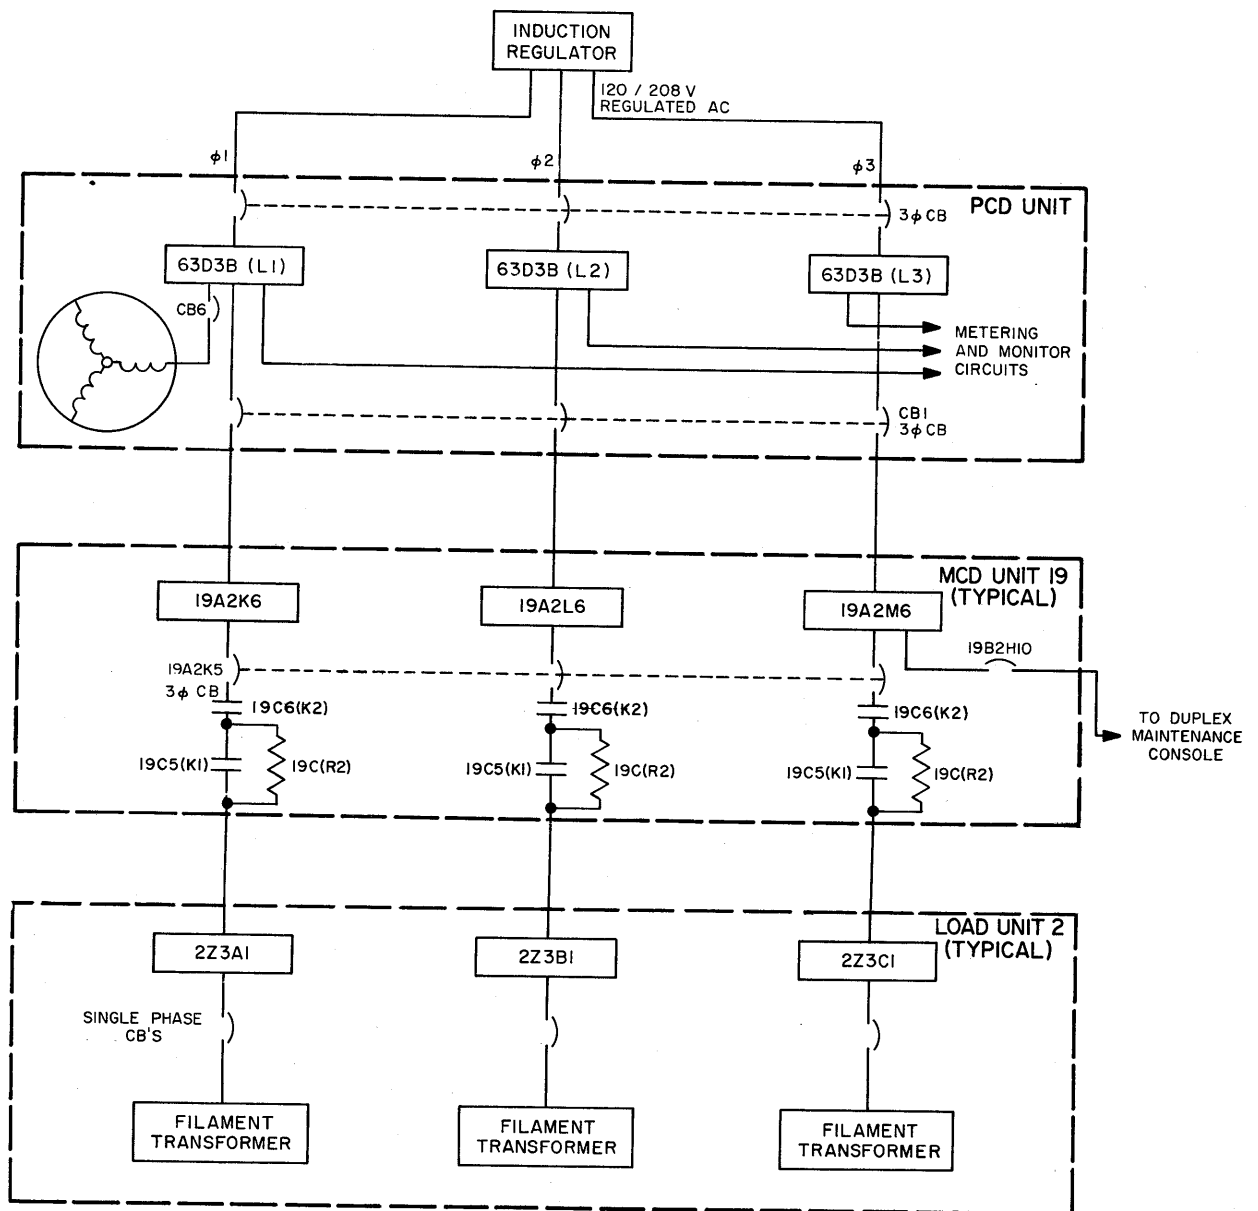 INDUCTION
REGULATOR
120 / 208 V
REGULATED AC
φ1
φ2
φ3
PCD UNIT
3φ CB
63D3B (L1)
63D3B (L2)
63D3B (L3)
CB6
METERING
AND MONITOR
CIRCUITS
CB1
3φ CB
MCD UNIT 19
(TYPICAL)
19A2K6
19A2L6
19A2M6
19B2H10
19A2K5
3φ CB
19C6(K2)
19C6(K2)
19C6(K2)
TO DUPLEX
MAINTENANCE
CONSOLE
19C5(K1)
19C(R2)
19C5(K1)
19C(R2)
19C5(K1)
19C(R2)
LOAD UNIT 2
(TYPICAL)
2Z3A1
2Z3B1
2Z3C1
SINGLE PHASE
CB'S
FILAMENT
TRANSFORMER
FILAMENT
TRANSFORMER
FILAMENT
TRANSFORMER